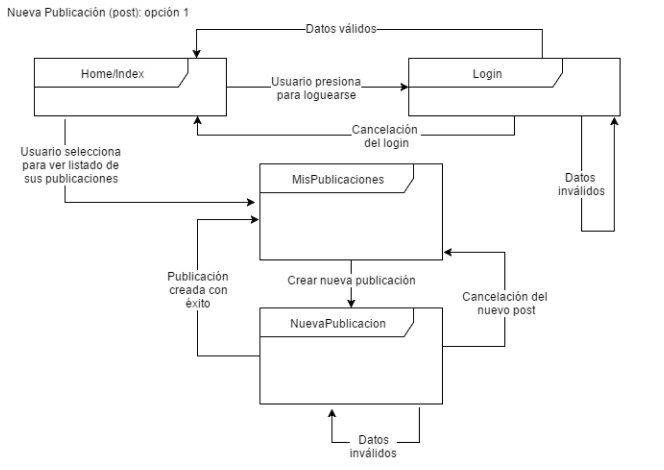 Nueva Publicación (post): opción 1
Datos válidos
Home/Index
Login
Usuario presiona
para loguearse
Cancelación
del login
Usuario selecciona
para ver listado de
sus publicaciones
Datos
inválidos
MisPublicaciones
Publicación
creada con
éxito
Crear nueva publicación
Cancelación del
nuevo post
NuevaPublicacion
Datos
inválidos